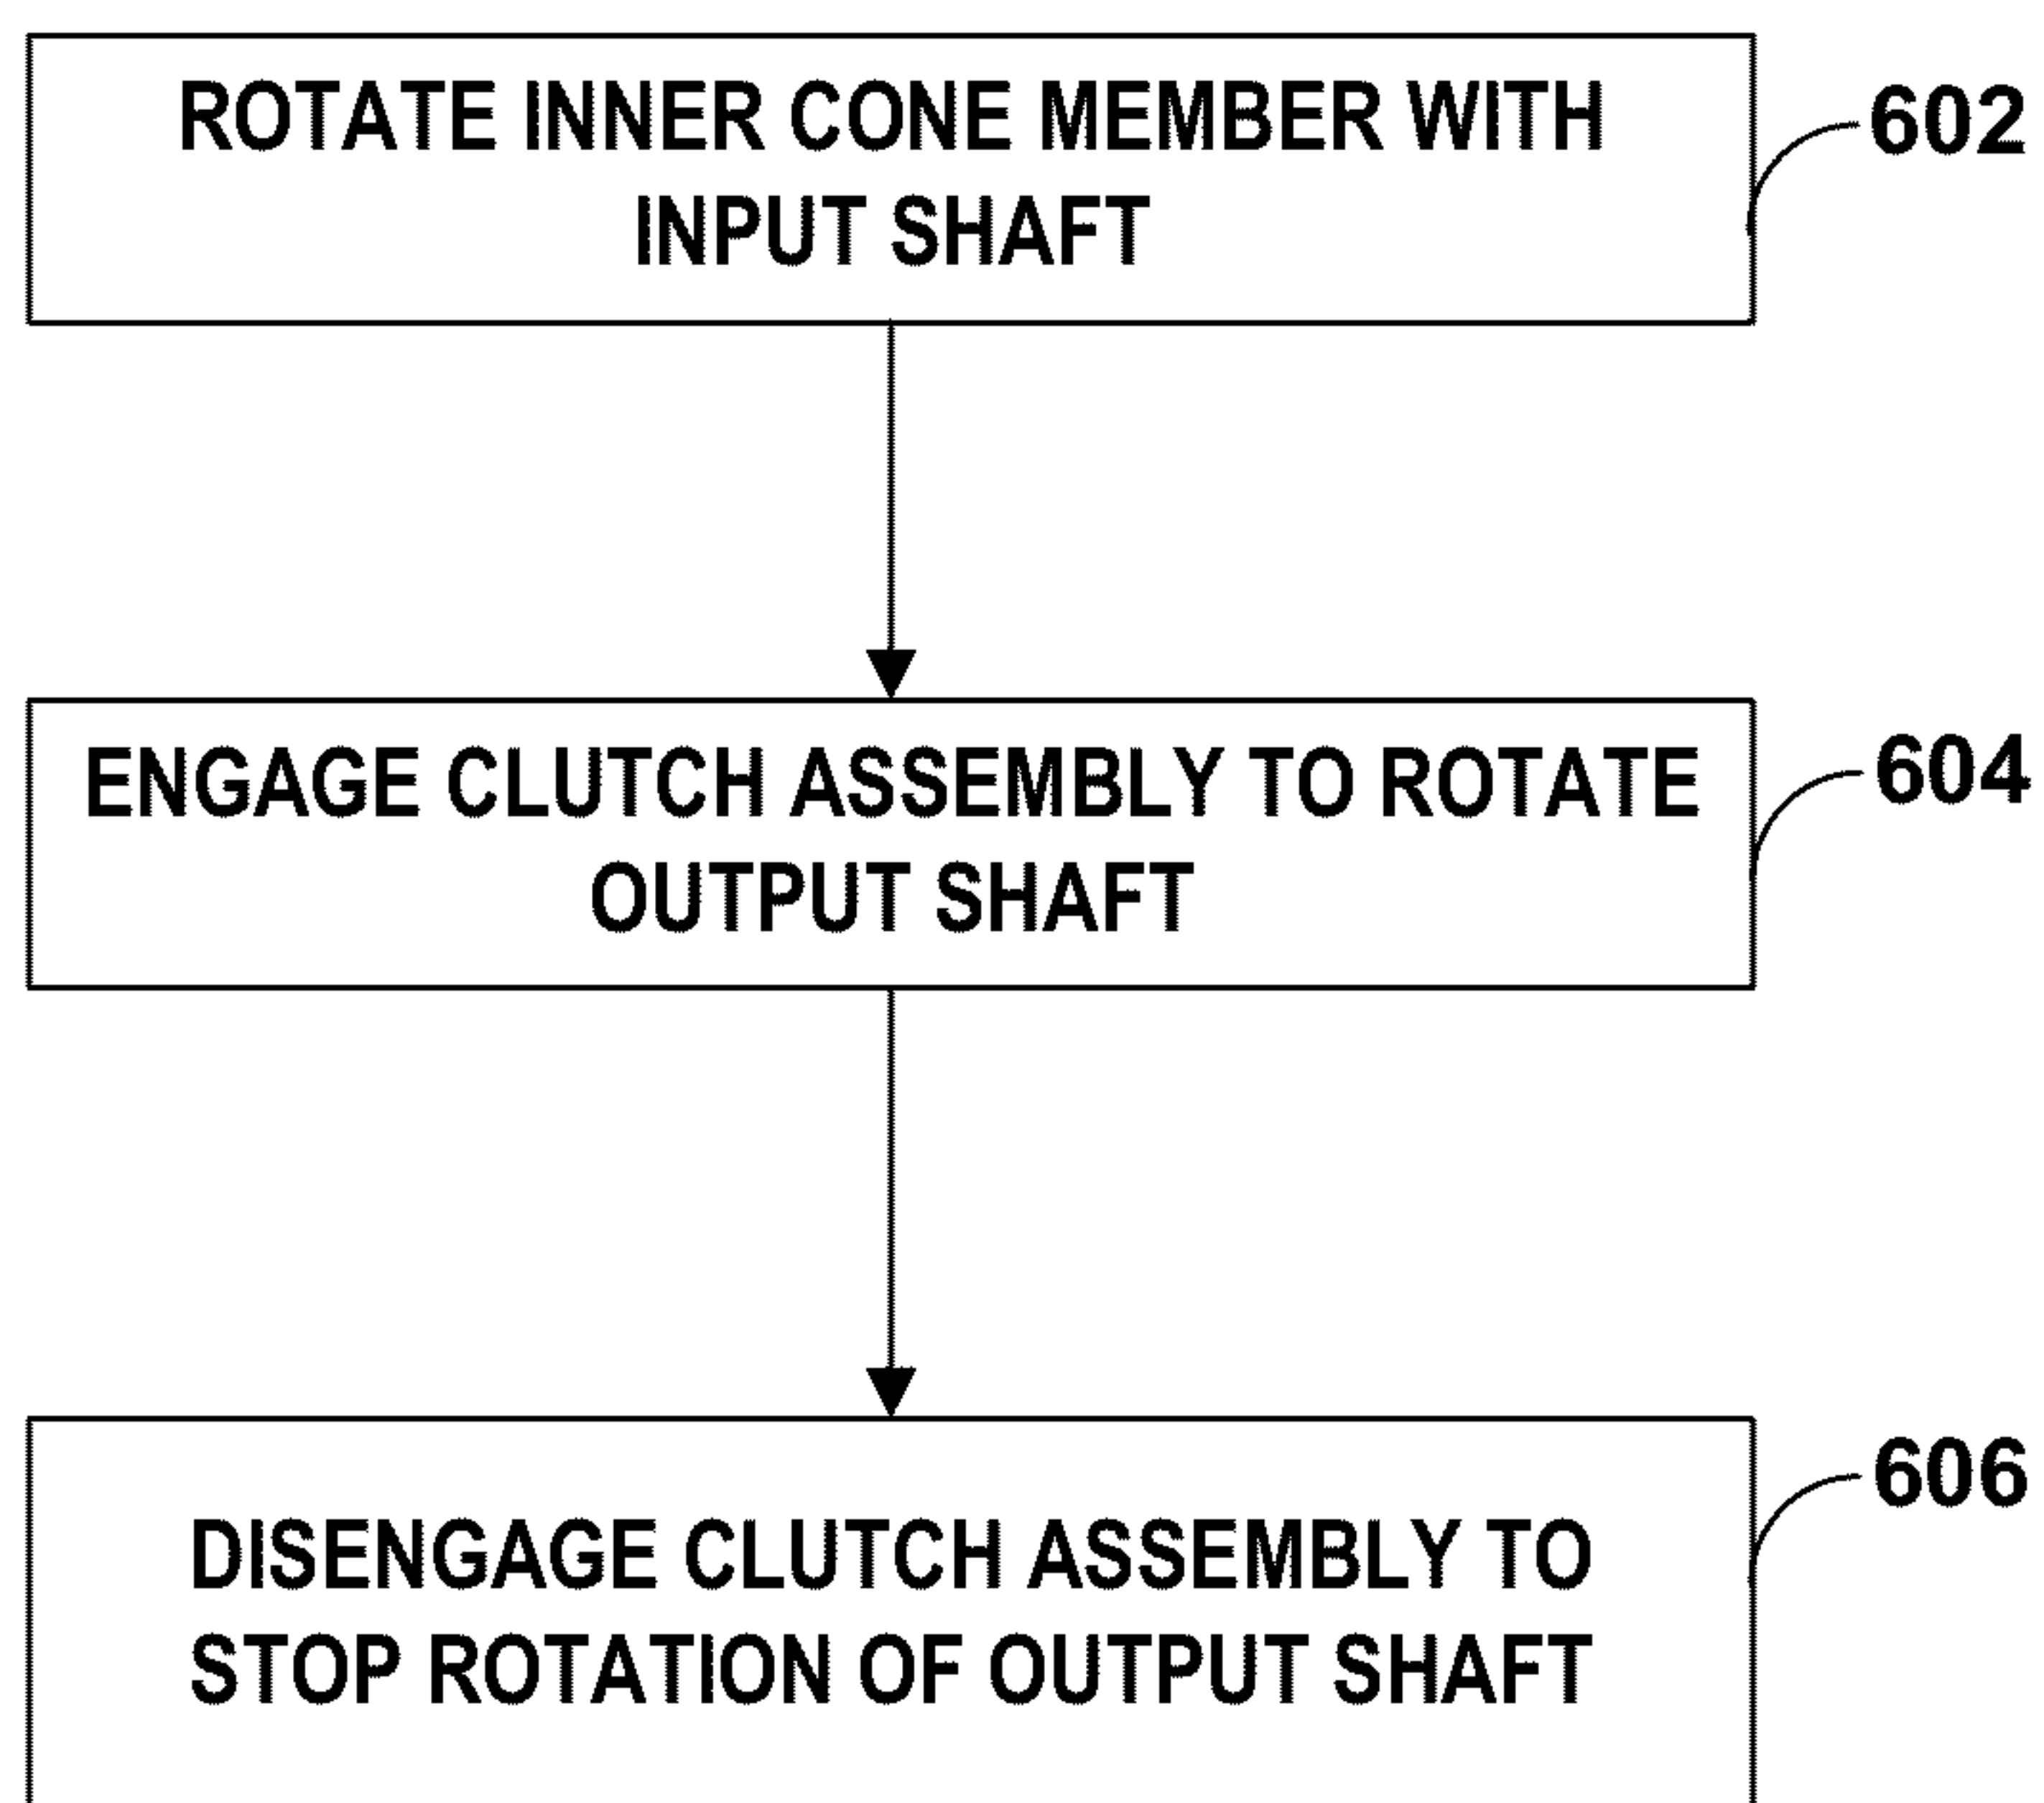 ROTATE INNER CONE MEMBER WITH
INPUT SHAFT
602
ENGAGE CLUTCH ASSEMBLY TO ROTATE
OUTPUT SHAFT
604
DISENGAGE CLUTCH ASSEMBLY TO
STOP ROTATION OF OUTPUT SHAFT
606